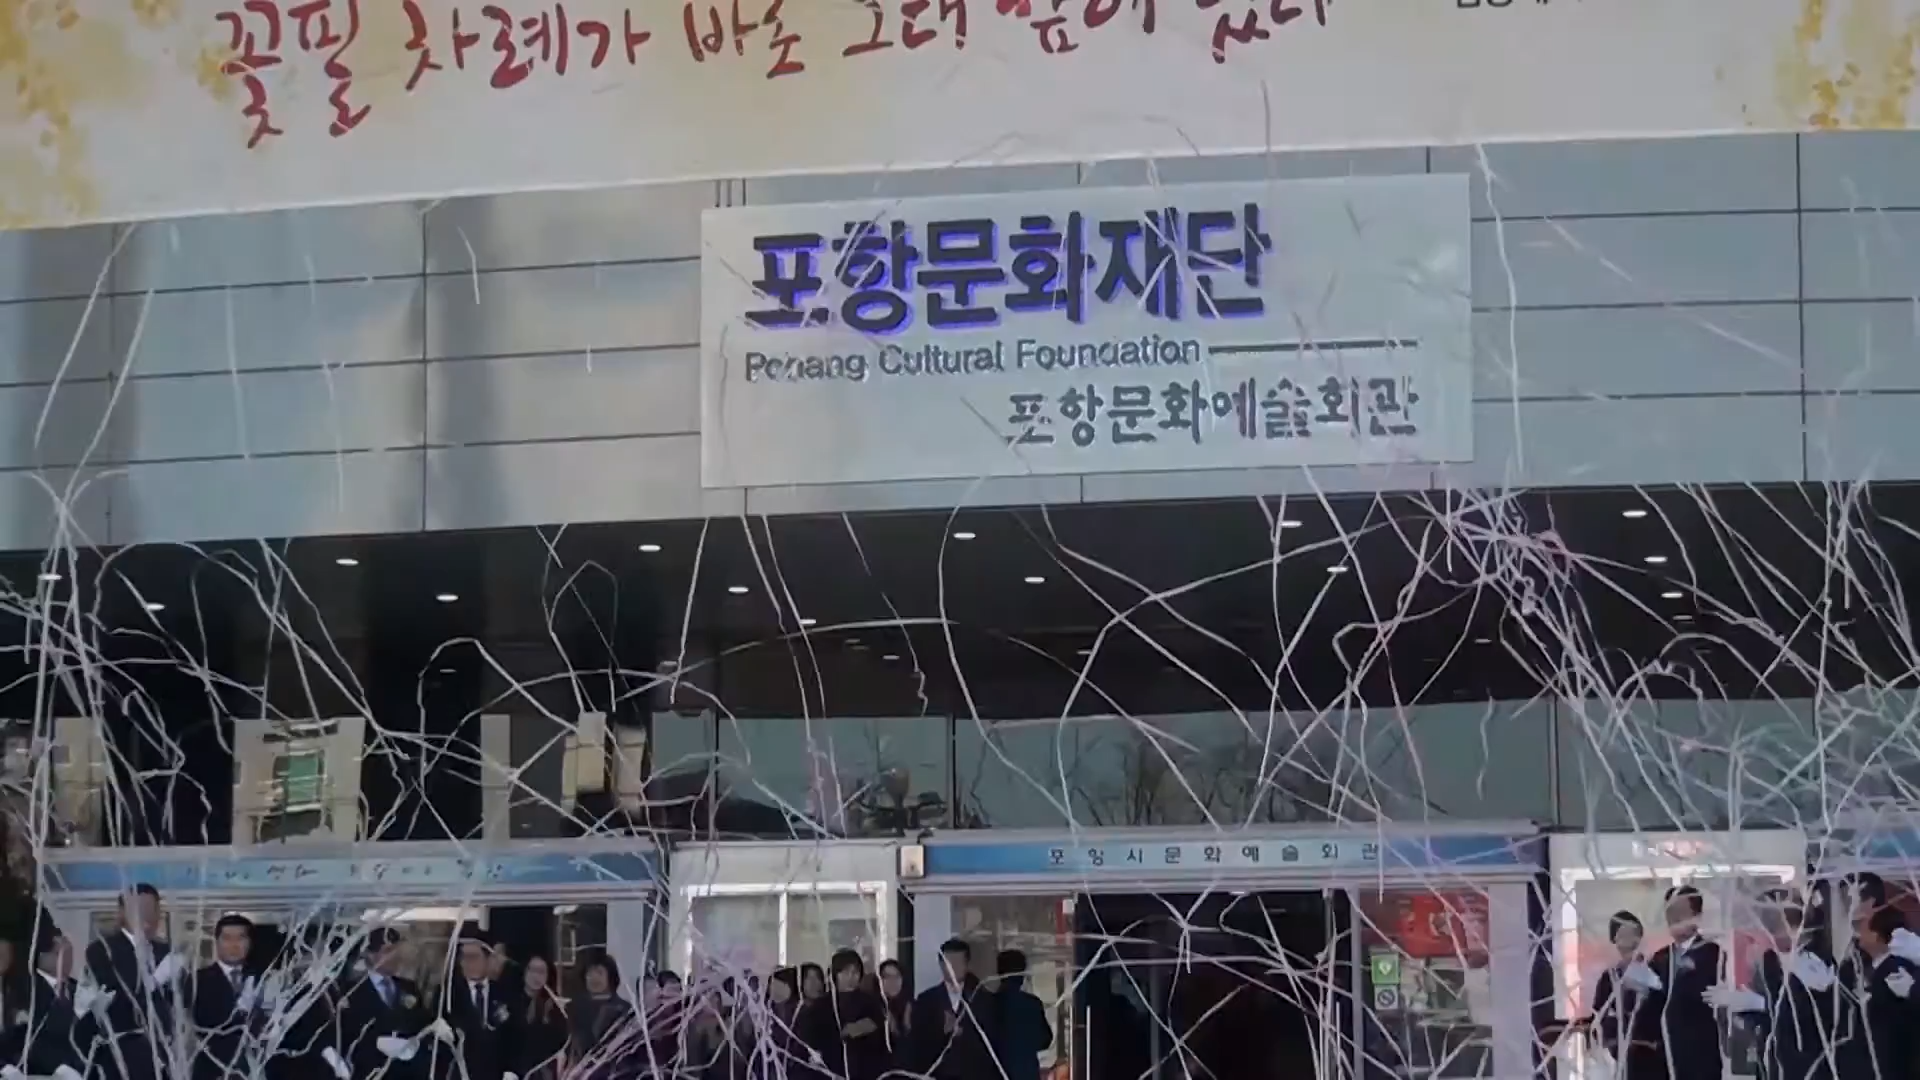 꽃필 차례가 바로 그대 앞에 있다
포항문화재단
Pohang Cultural Foundation
포항문화예술회관
포항시문화예술회관